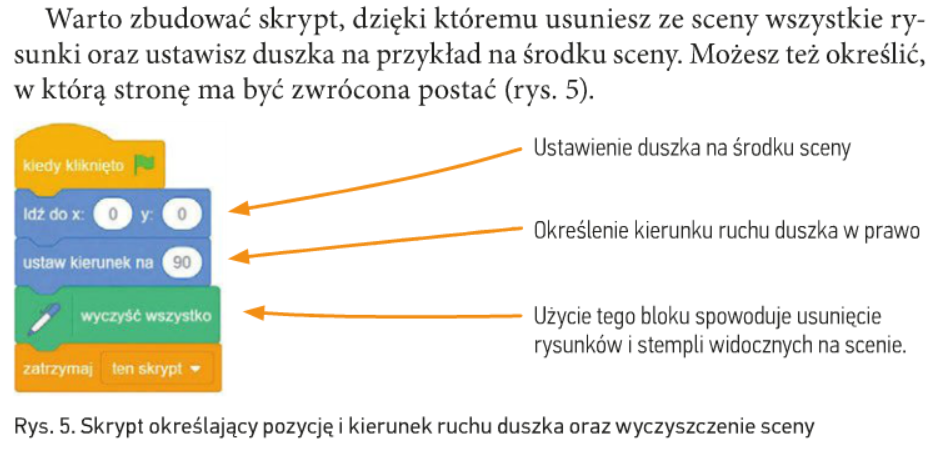 Warto zbudować skrypt, dzięki któremu usuniesz ze sceny wszystkie ry-
sunki oraz ustawisz duszka na przykład na środku sceny. Możesz też określić,
w którą stronę ma być zwrócona postać (rys. 5).
kiedy kliknięto
Idź do x: 0 y: 0
ustaw kierunek na 90
wyczyść wszystko
zatrzymaj ten skrypt
Ustawienie duszka na środku sceny
Określenie kierunku ruchu duszka w prawo
Użycie tego bloku spowoduje usunięcie
rysunków i stempli widocznych na scenie.
Rys. 5. Skrypt określający pozycję i kierunek ruchu duszka oraz wyczyszczenie sceny